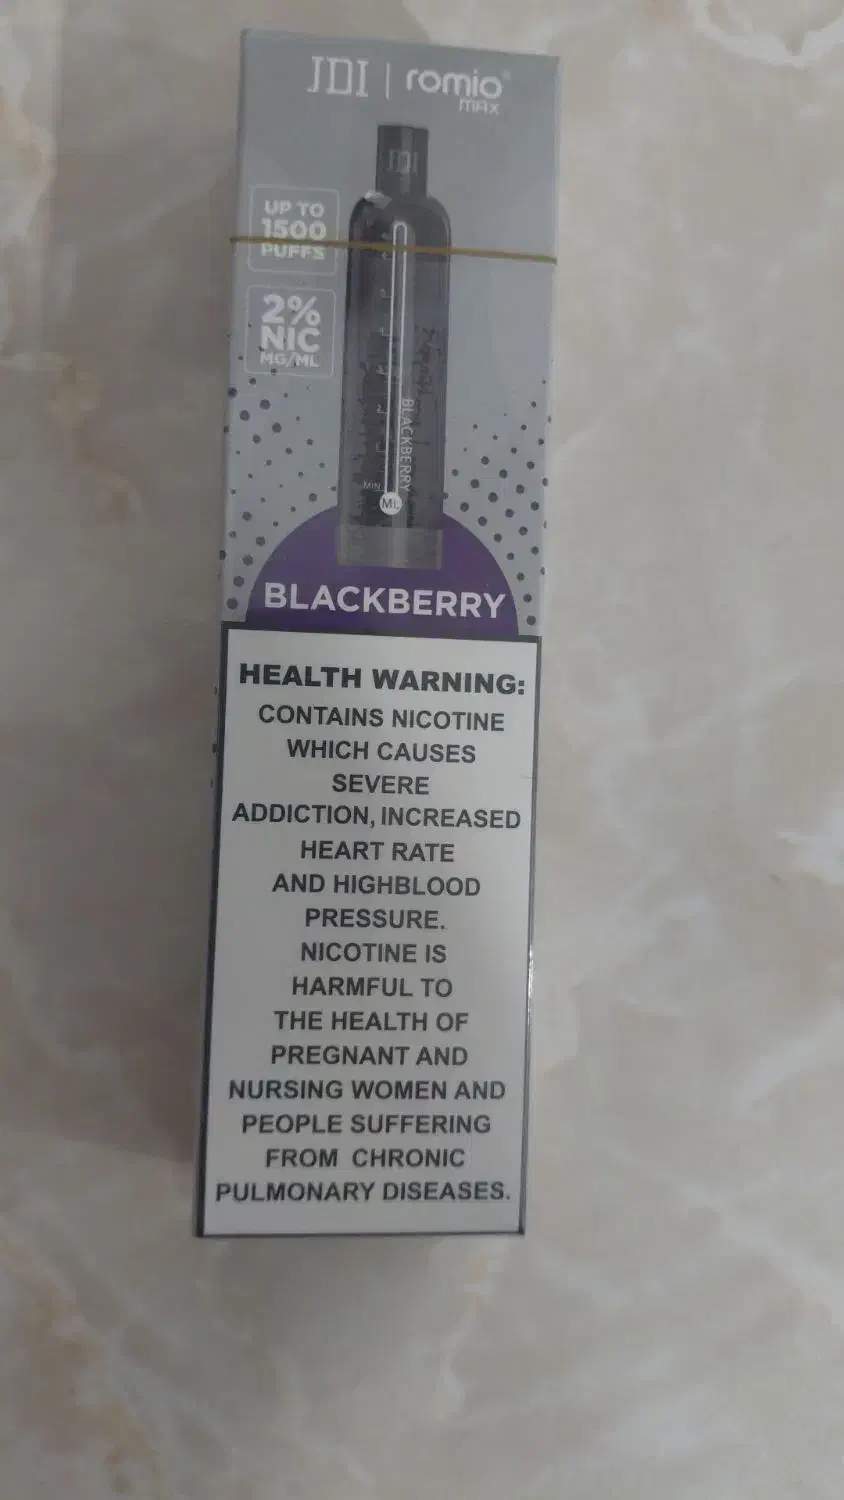 JDI | romio
MAX
JDI
UP TO
1500
PUFFS
2%
NIC
MG/ML
BLACKBERRY
MIN
ML
BLACKBERRY
HEALTH WARNING:
CONTAINS NICOTINE
WHICH CAUSES
SEVERE
ADDICTION, INCREASED
HEART RATE
AND HIGHBLOOD
PRESSURE.
NICOTINE IS
HARMFUL TO
THE HEALTH OF
PREGNANT AND
NURSING WOMEN AND
PEOPLE SUFFERING
FROM CHRONIC
PULMONARY DISEASES.